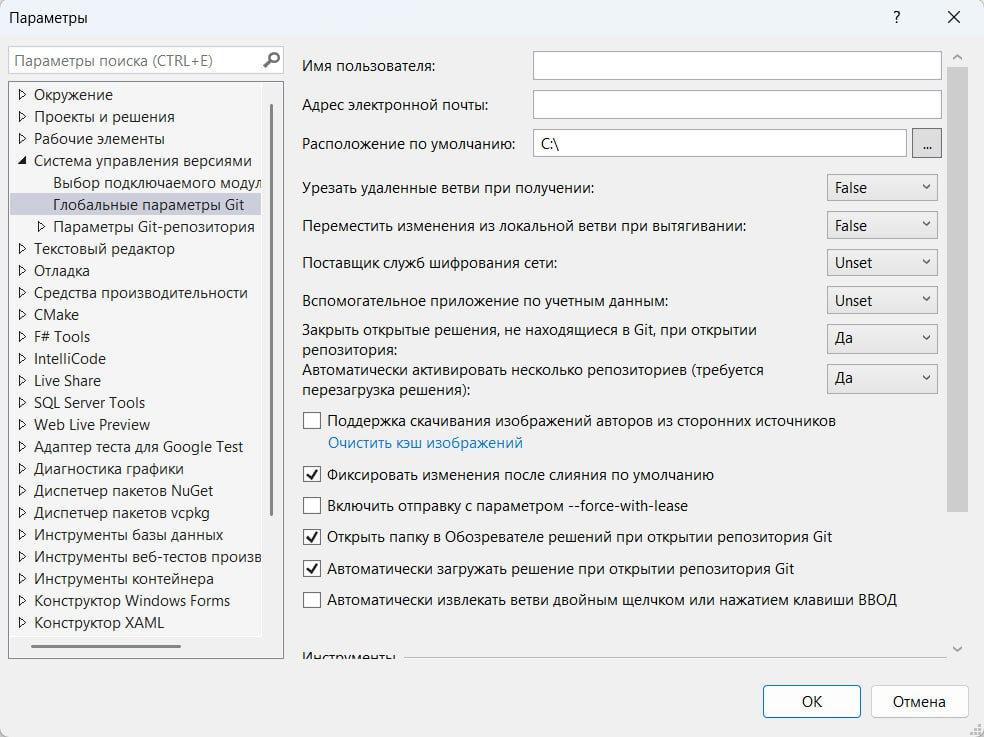 Параметры
?
Параметры поиска (CTRL+E)
Окружение
Проекты и решения
Рабочие элементы
Система управления версиями
Выбор подключаемого модул
Глобальные параметры Git
Параметры Git-репозитория
Текстовый редактор
Отладка
Средства производительности
CMake
F# Tools
IntelliCode
Live Share
SQL Server Tools
Web Live Preview
Адаптер теста для Google Test
Диагностика графики
Диспетчер пакетов NuGet
Диспетчер пакетов vcpkg
Инструменты базы данных
Инструменты веб-тестов произв
Инструменты контейнера
Конструктор Windows Forms
Конструктор XAML
Имя пользователя:
Адрес электронной почты:
Расположение по умолчанию: C:\ ...
Урезать удаленные ветви при получении: False
Переместить изменения из локальной ветви при вытягивании: False
Поставщик служб шифрования сети: Unset
Вспомогательное приложение по учетным данным: Unset
Закрыть открытые решения, не находящиеся в Git, при открытии
репозитория: Да
Автоматически активировать несколько репозиториев (требуется
перезагрузка решения): Да
Поддержка скачивания изображений авторов из сторонних источников
Очистить кэш изображений
Фиксировать изменения после слияния по умолчанию
Включить отправку с параметром --force-with-lease
Открыть папку в Обозревателе решений при открытии репозитория Git
Автоматически загружать решение при открытии репозитория Git
Автоматически извлекать ветви двойным щелчком или нажатием клавиши ВВОД
Инструменты
OK
Отмена